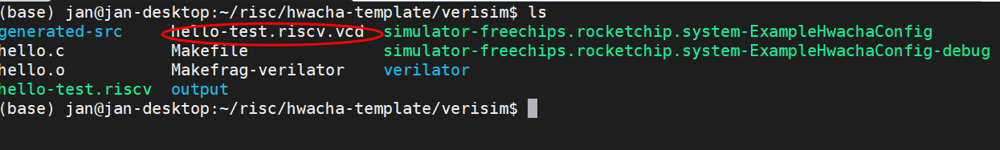 (base) jan@jan-desktop:~/risc/hwacha-template/verisim$ ls
generated-src hello-test.riscv.vcd simulator-freechips.rocketchip.system-ExampleHwachaConfig
hello.c Makefile simulator-freechips.rocketchip.system-ExampleHwachaConfig-debug
hello.o Makefrag-verilator verilator
hello-test.riscv output
(base) jan@jan-desktop:~/risc/hwacha-template/verisim$